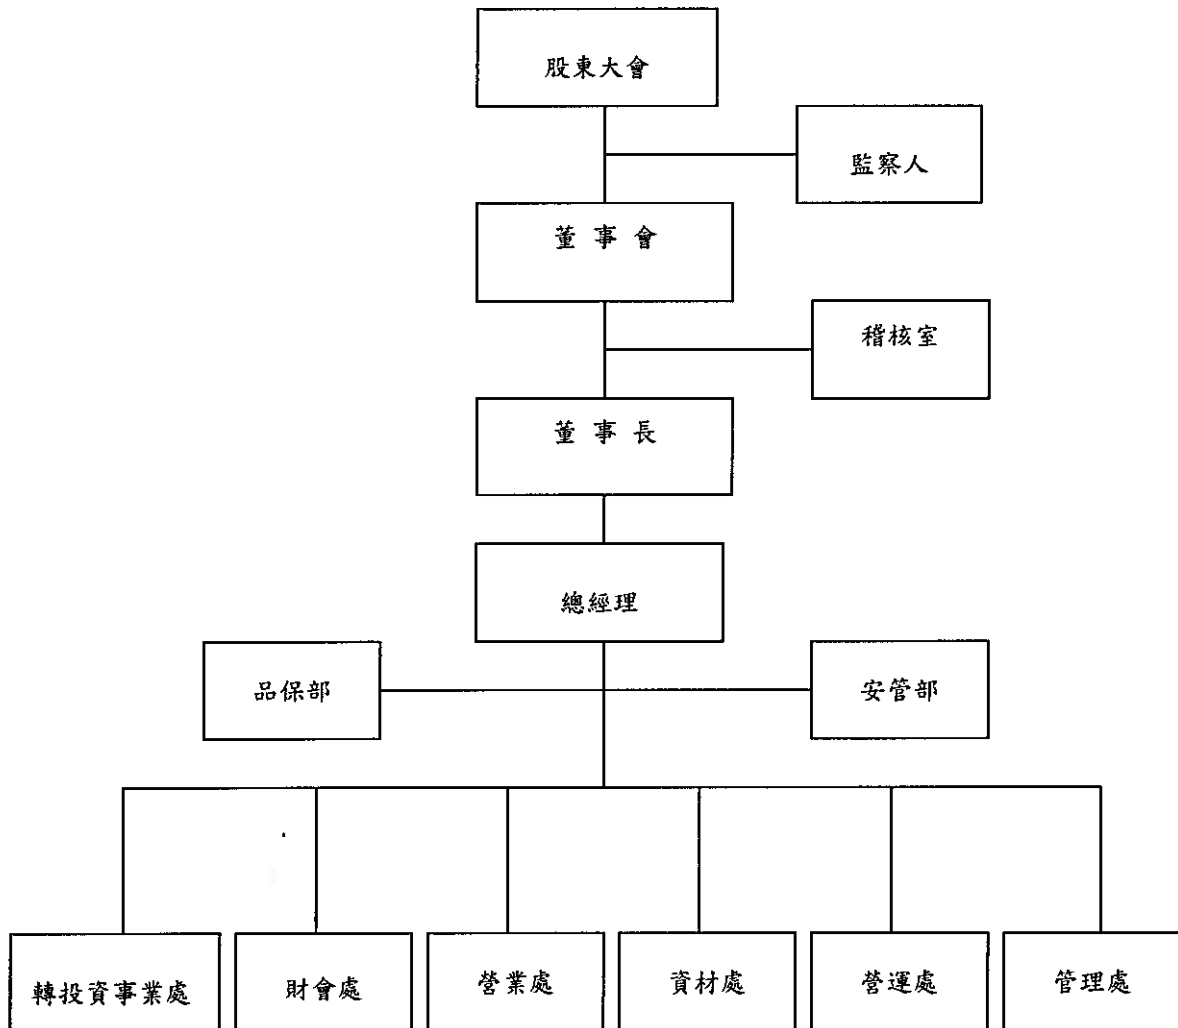 股東大會
監察人
董事會
稽核室
董事長
總經理
品保部
安管部
轉投資事業處
財會處
營業處
資材處
營運處
管理處